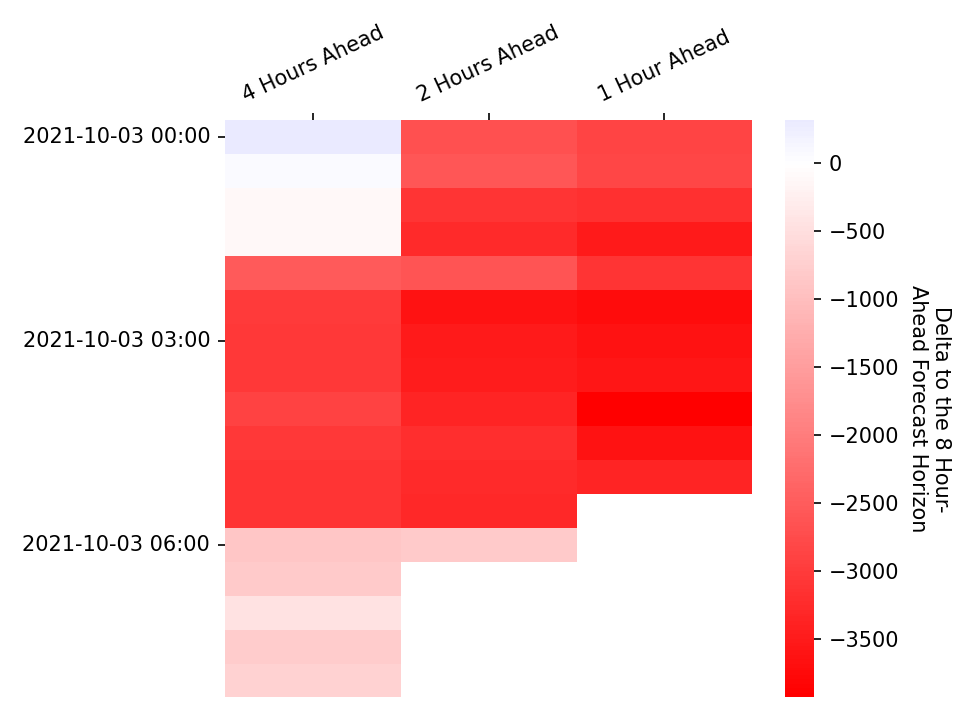 4 Hours Ahead
2 Hours Ahead
1 Hour Ahead
2021-10-03 00:00
2021-10-03 03:00
2021-10-03 06:00
0
−500
−1000
−1500
−2000
−2500
−3000
−3500
Delta to the 8 Hour-
Ahead Forecast Horizon